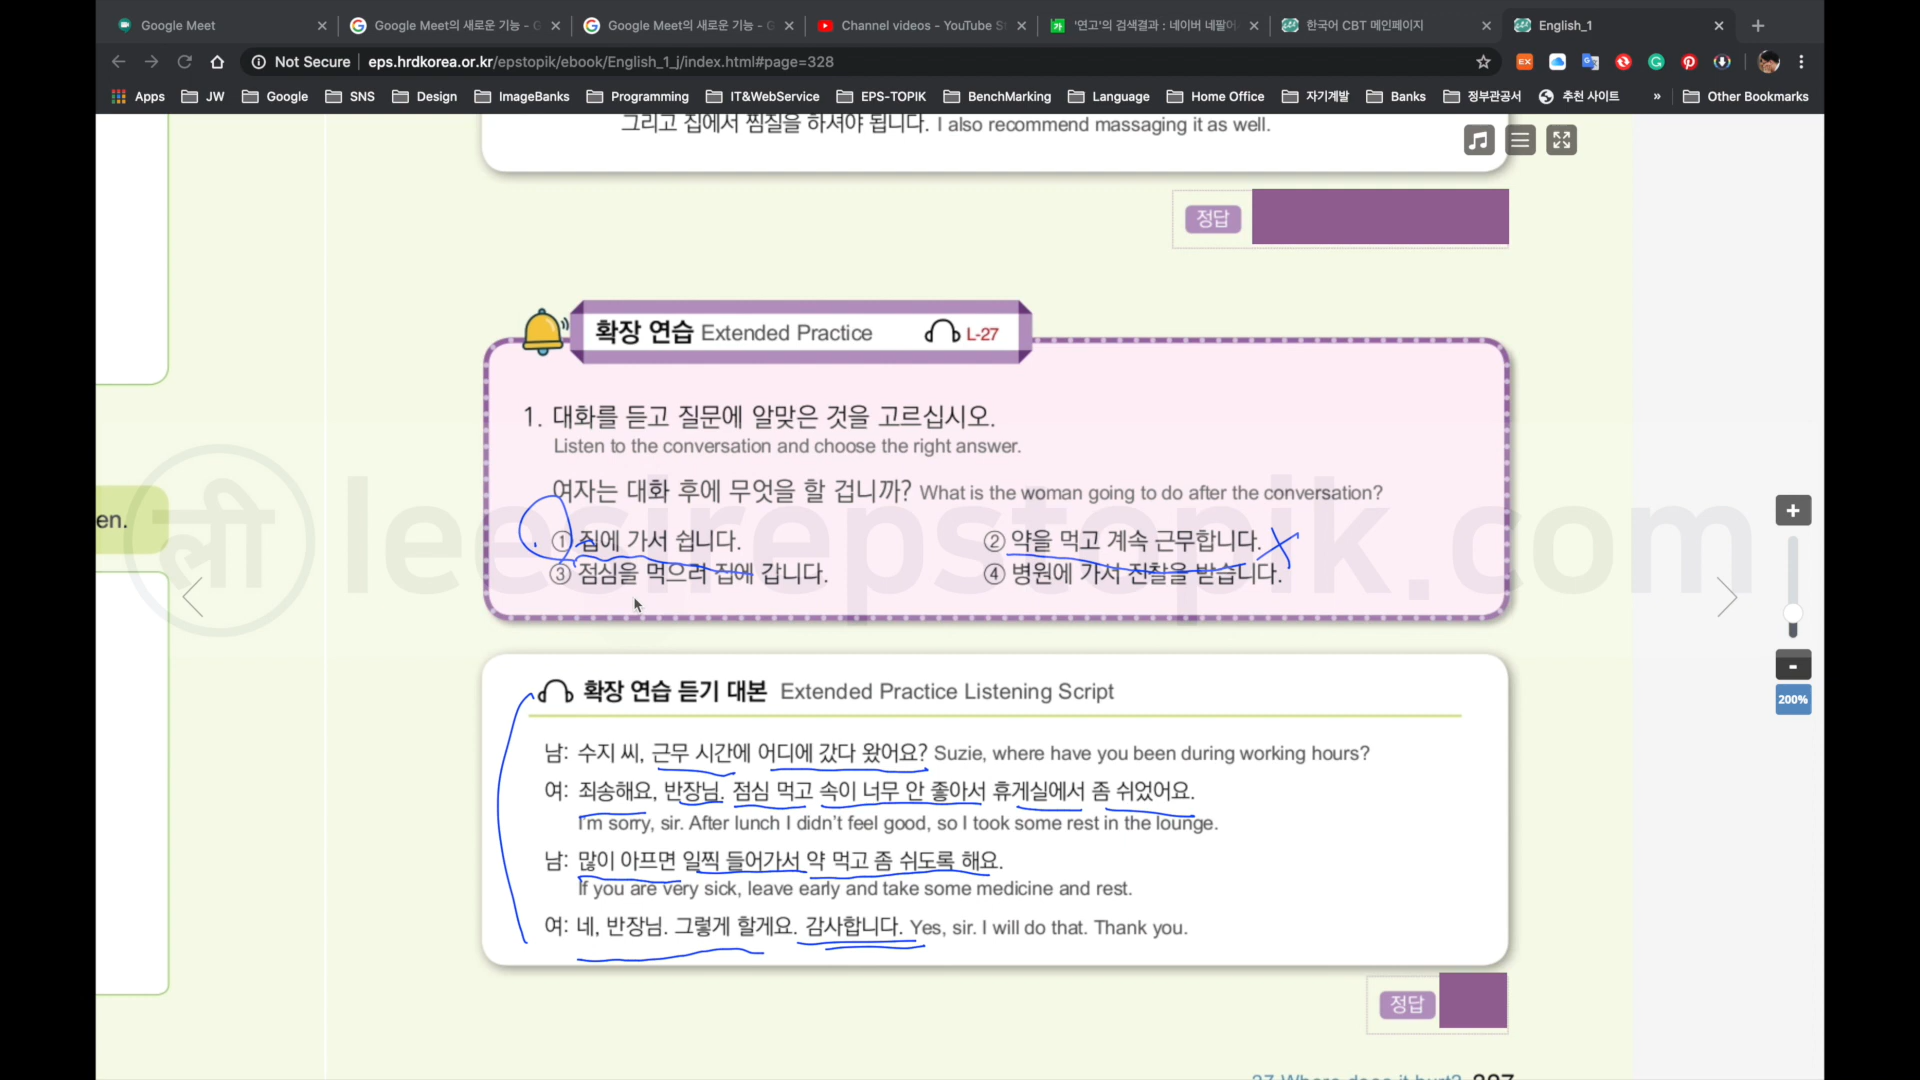 Google Meet
Google Meet의 새로운 기능 - G
Google Meet의 새로운 기능 - G
Channel videos - YouTube St
'연고'의 검색결과 : 네이버 네팔어
한국어 CBT 메인페이지
English_1
Not Secure eps.hrdkorea.or.kr/epstopik/ebook/English_1_j/index.html#page=328
Apps JW Google SNS Design ImageBanks Programming IT&WebService EPS-TOPIK BenchMarking Language Home Office 자기계발 Banks 정부관공서 추천 사이트 » Other Bookmarks
그리고 집에서 찜질을 하셔야 됩니다. I also recommend massaging it as well.
정답
확장 연습 Extended Practice L-27
1. 대화를 듣고 질문에 알맞은 것을 고르십시오.
Listen to the conversation and choose the right answer.
여자는 대화 후에 무엇을 할 겁니까? What is the woman going to do after the conversation?
en.
① 집에 가서 쉽니다. ② 약을 먹고 계속 근무합니다.
③ 점심을 먹으러 집에 갑니다. ④ 병원에 가서 진찰을 받습니다.
ली leesirepstopik.com
확장 연습 듣기 대본 Extended Practice Listening Script
남: 수지 씨, 근무 시간에 어디에 갔다 왔어요? Suzie, where have you been during working hours?
여: 죄송해요, 반장님. 점심 먹고 속이 너무 안 좋아서 휴게실에서 좀 쉬었어요.
I'm sorry, sir. After lunch I didn't feel good, so I took some rest in the lounge.
남: 많이 아프면 일찍 들어가서 약 먹고 좀 쉬도록 해요.
If you are very sick, leave early and take some medicine and rest.
여: 네, 반장님. 그렇게 할게요. 감사합니다. Yes, sir. I will do that. Thank you.
정답
200%
27 Where does it hurt? 327